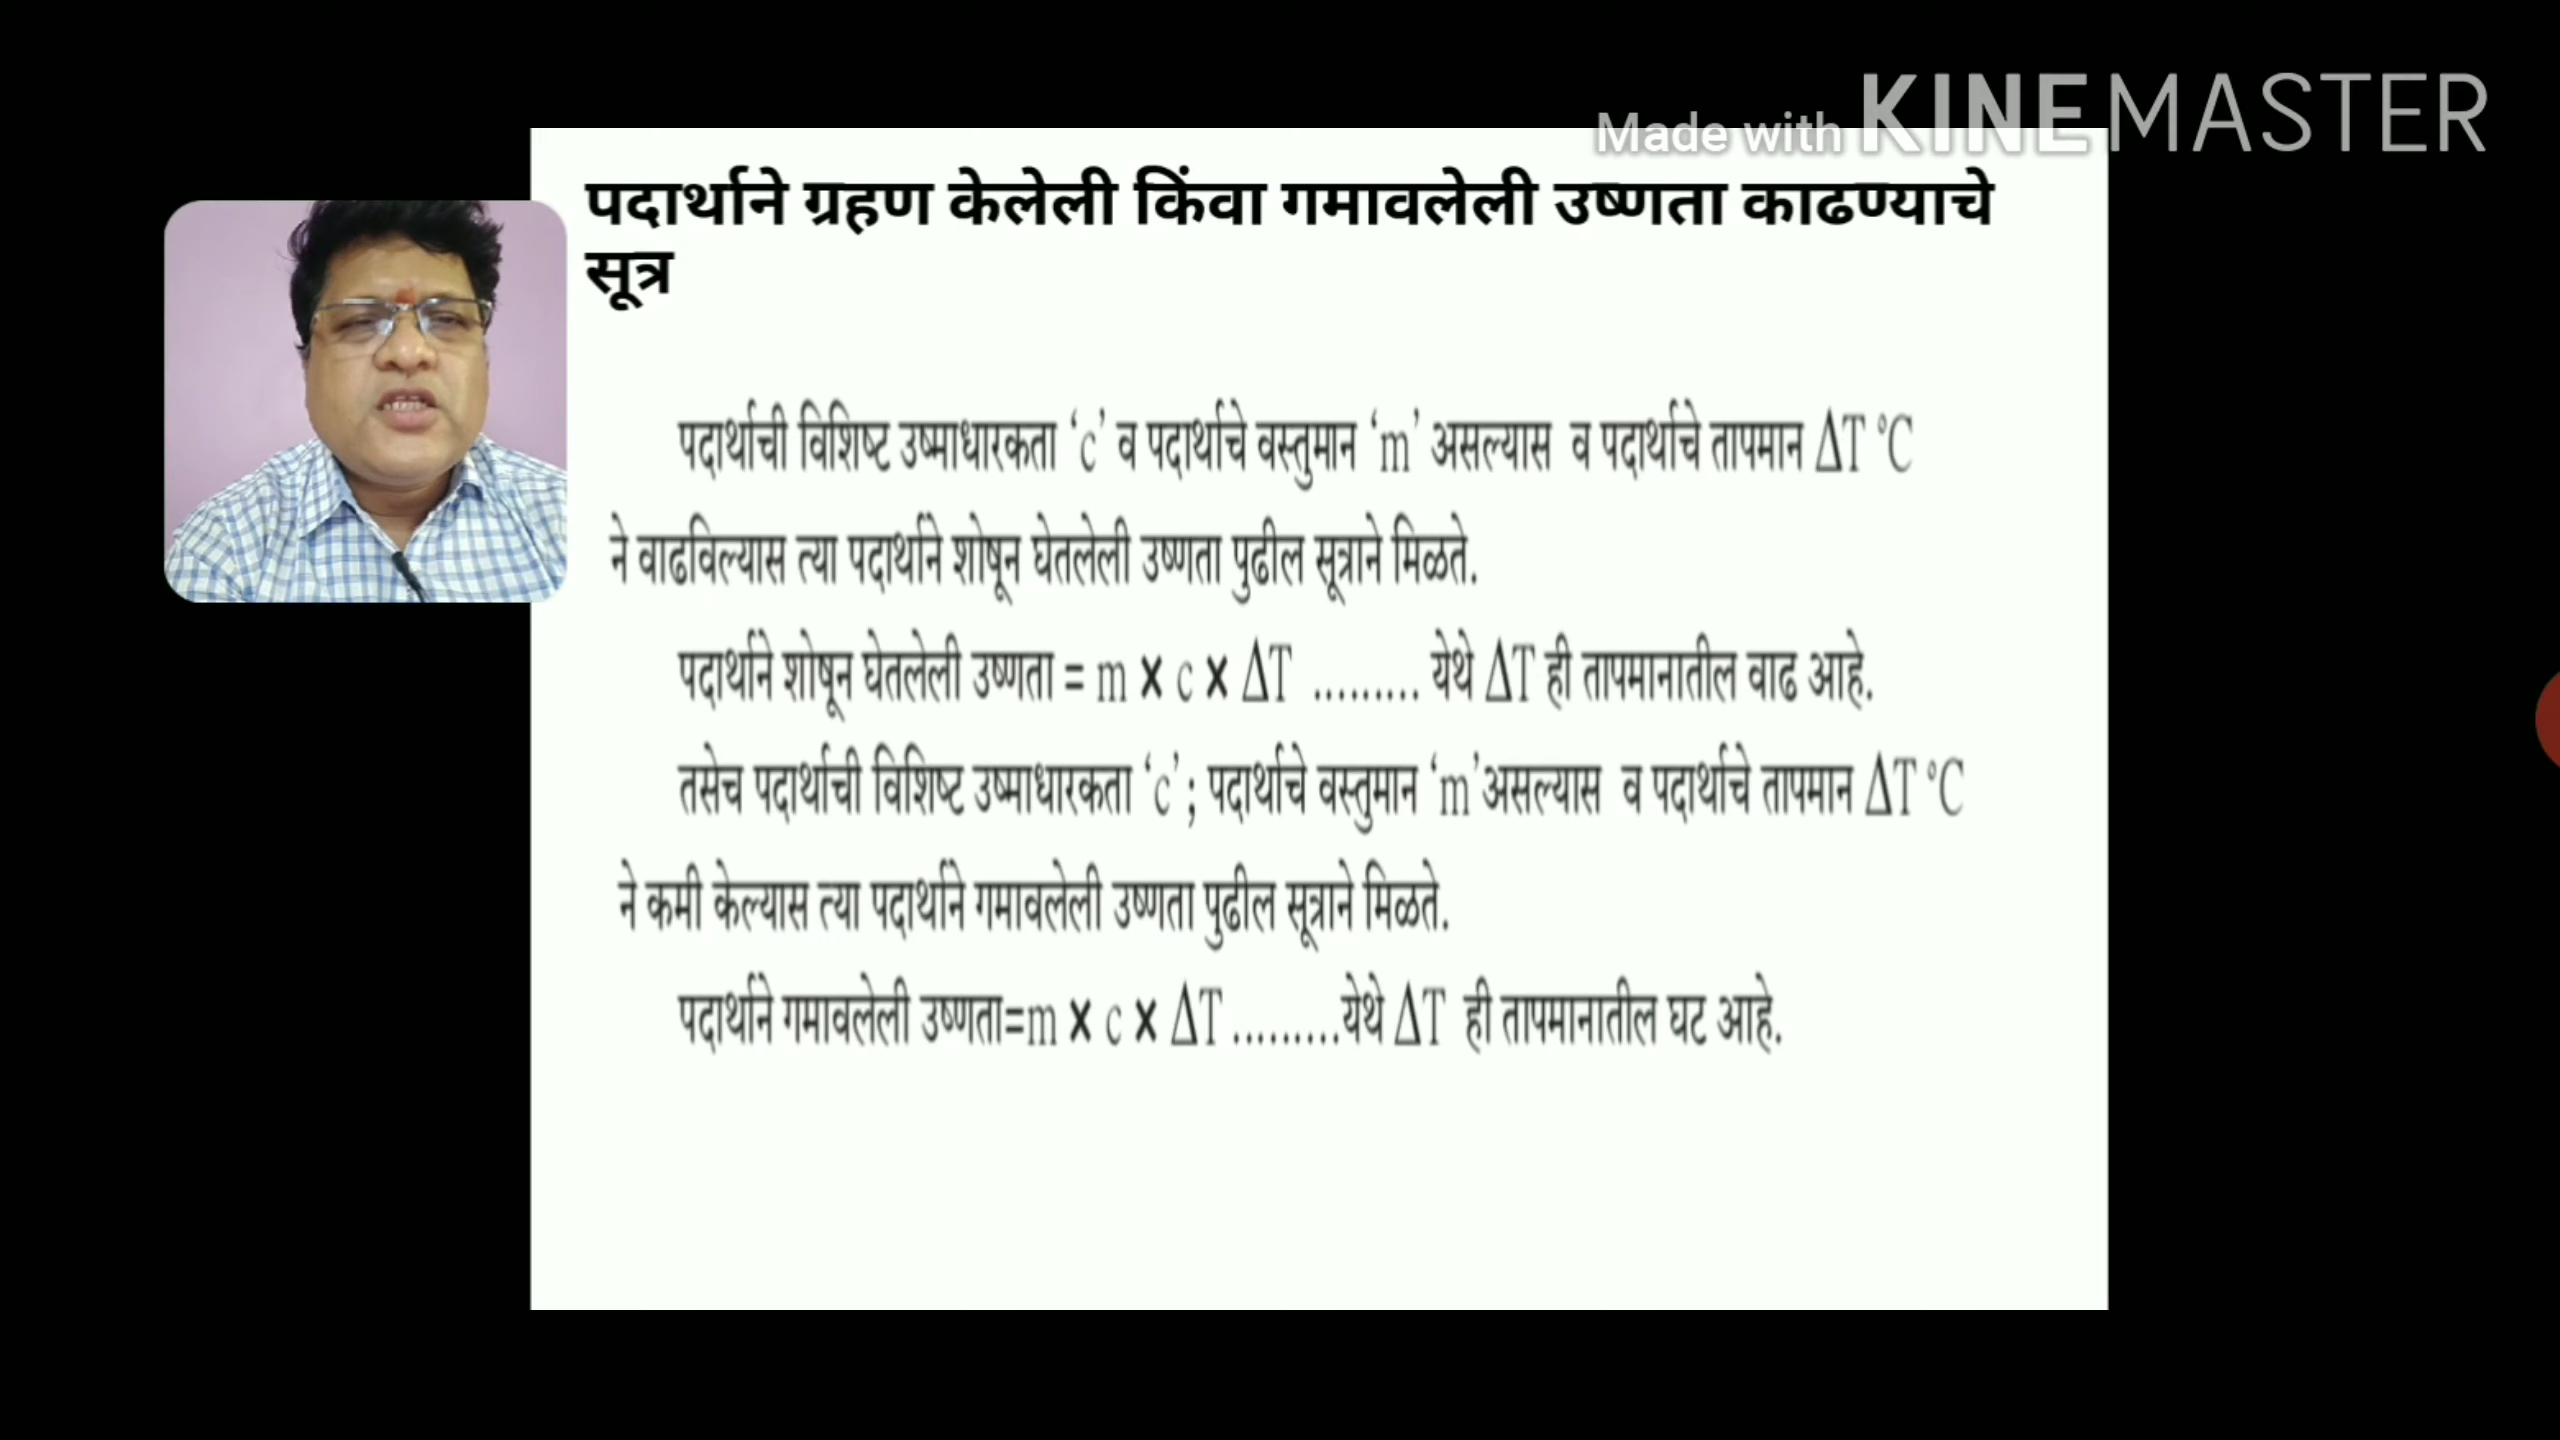 Made with KINEMASTER
पदार्थाने ग्रहण केलेली किंवा गमावलेली उष्णता काढण्याचे
सूत्र
पदार्थाची विशिष्ट उष्माधारकता ‘c’ व पदार्थाचे वस्तुमान ‘m’ असल्यास व पदार्थाचे तापमान ΔT °C
ने वाढविल्यास त्या पदार्थाने शोषून घेतलेली उष्णता पुढील सूत्राने मिळते.
पदार्थाने शोषून घेतलेली उष्णता = m × c × ΔT ......... येथे ΔT ही तापमानातील वाढ आहे.
तसेच पदार्थाची विशिष्ट उष्माधारकता ‘c’; पदार्थाचे वस्तुमान ‘m’असल्यास व पदार्थाचे तापमान ΔT °C
ने कमी केल्यास त्या पदार्थाने गमावलेली उष्णता पुढील सूत्राने मिळते.
पदार्थाने गमावलेली उष्णता=m × c × ΔT.........येथे ΔT ही तापमानातील घट आहे.